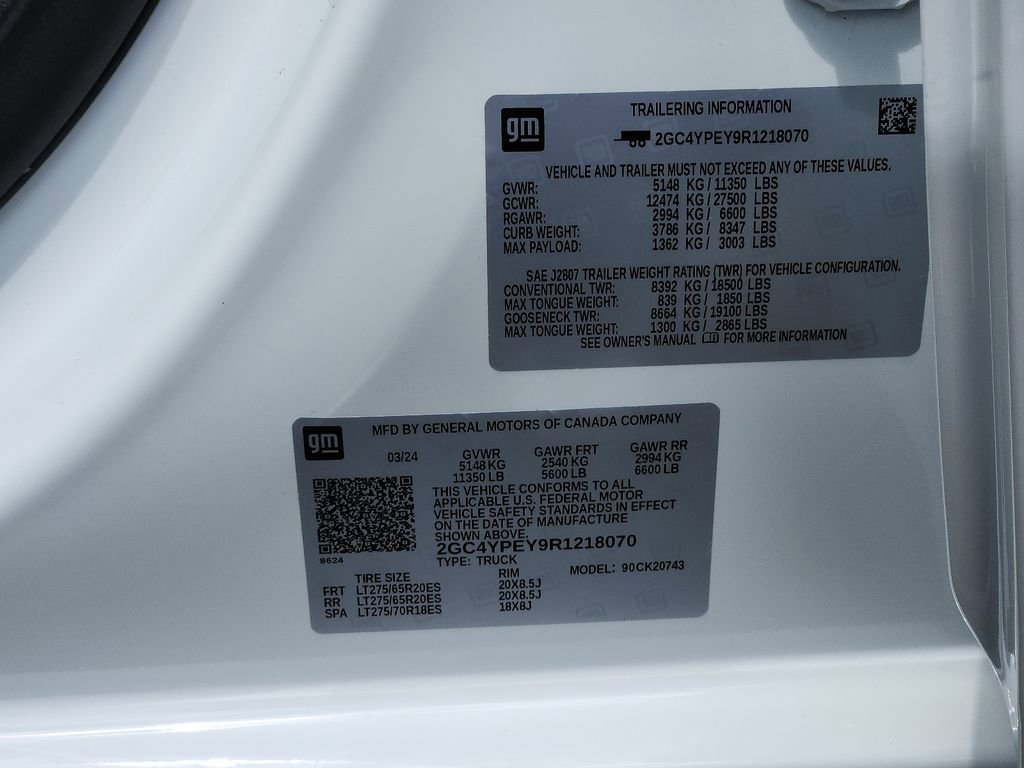 gm
TRAILERING INFORMATION
2GC4YPEY9R1218070
VEHICLE AND TRAILER MUST NOT EXCEED ANY OF THESE VALUES.
GVWR: 5148 KG / 11350 LBS
GCWR: 12474 KG / 27500 LBS
RGAWR: 2994 KG / 6600 LBS
CURB WEIGHT: 3786 KG / 8347 LBS
MAX PAYLOAD: 1362 KG / 3003 LBS
SAE J2807 TRAILER WEIGHT RATING (TWR) FOR VEHICLE CONFIGURATION.
CONVENTIONAL TWR: 8392 KG / 18500 LBS
MAX TONGUE WEIGHT: 839 KG / 1850 LBS
GOOSENECK TWR: 8664 KG / 19100 LBS
MAX TONGUE WEIGHT: 1300 KG / 2865 LBS
SEE OWNER'S MANUAL FOR MORE INFORMATION
gm
MFD BY GENERAL MOTORS OF CANADA COMPANY
03/24 GVWR GAWR FRT GAWR RR
5148 KG 2540 KG 2994 KG
11350 LB 5600 LB 6600 LB
THIS VEHICLE CONFORMS TO ALL
APPLICABLE U.S. FEDERAL MOTOR
VEHICLE SAFETY STANDARDS IN EFFECT
ON THE DATE OF MANUFACTURE
SHOWN ABOVE.
2GC4YPEY9R1218070
8624
TYPE: TRUCK MODEL: 90CK20743
TIRE SIZE RIM
FRT LT275/65R20ES 20X8.5J
RR LT275/65R20ES 20X8.5J
SPA LT275/70R18ES 18X8J